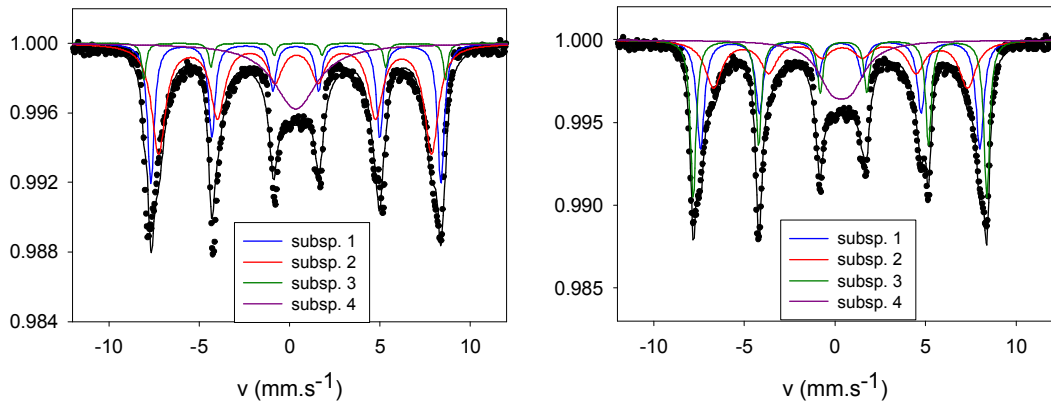 1.000
0.996
0.992
0.988
0.984
subsp. 1
subsp. 2
subsp. 3
subsp. 4
-10 -5 0 5 10
v (mm.s-1)
1.000
0.995
0.990
0.985
subsp. 1
subsp. 2
subsp. 3
subsp. 4
-10 -5 0 5 10
v (mm.s-1)